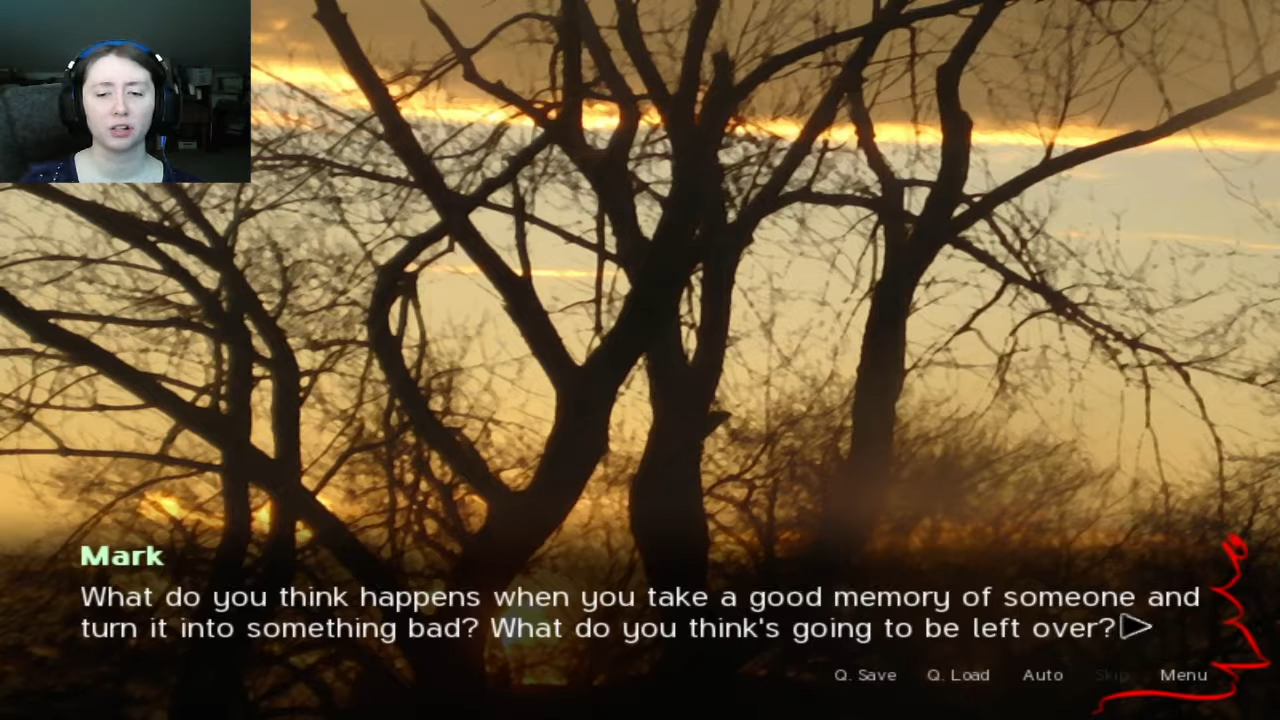 Mark
What do you think happens when you take a good memory of someone and
turn it into something bad? What do you think's going to be left over?
Q. Save Q. Load Auto Skip Menu